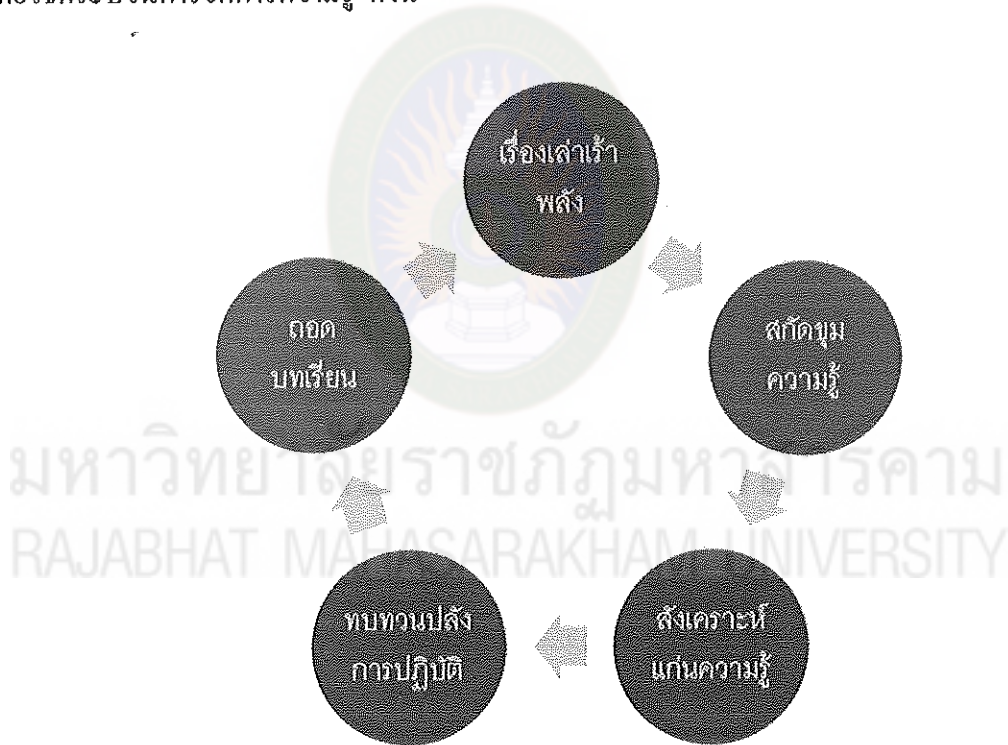 เรื่องเล่าเร้า
พลัง
สกัดขุม
ความรู้
สังเคราะห์
แก่นความรู้
ทบทวนปลัง
การปฏิบัติ
ถอด
บทเรียน
มหาวิทยาลัยราชภัฏมหาสารคาม
RAJABHAT MAHASARAKHAM UNIVERSITY